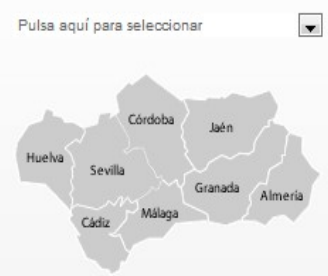 Pulsa aquí para seleccionar
Córdoba
Jaén
Huelva
Sevilla
Granada
Almería
Málaga
Cádiz